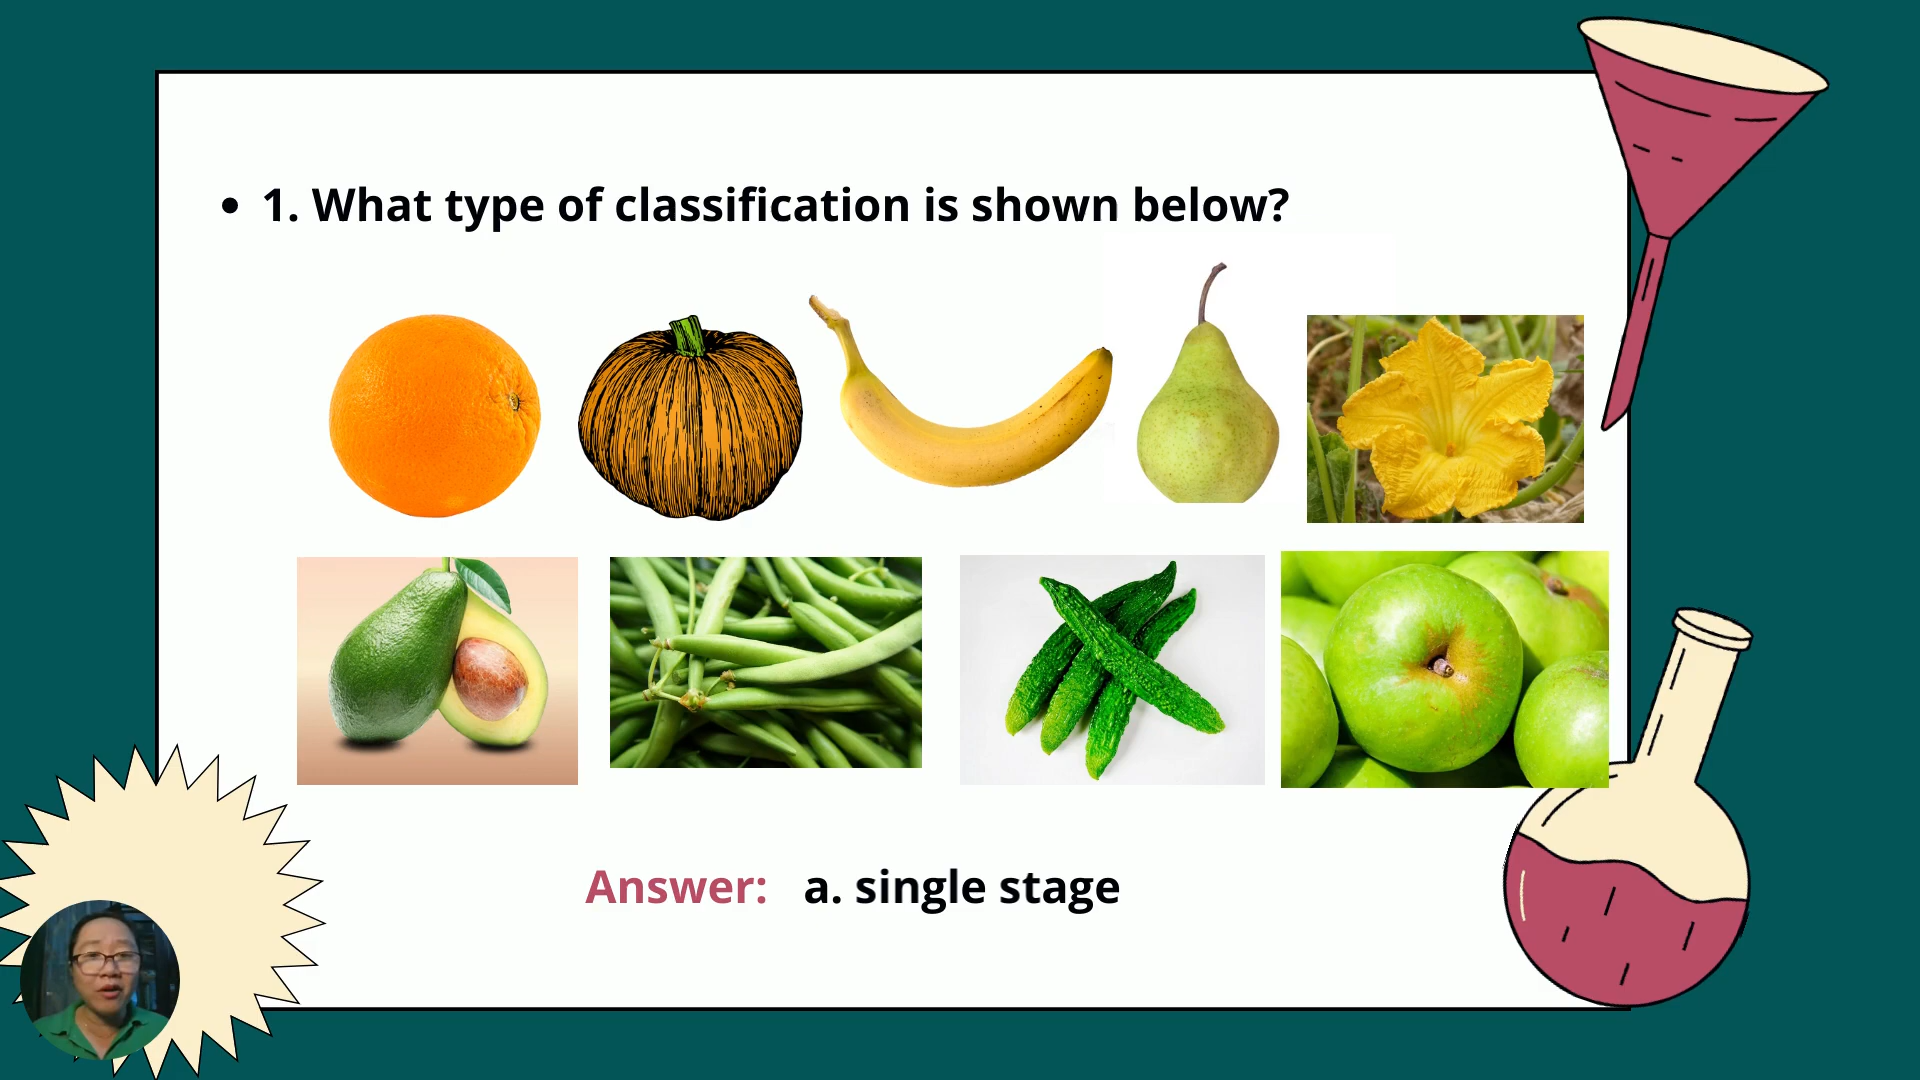 • 1. What type of classification is shown below?
Answer: a. single stage